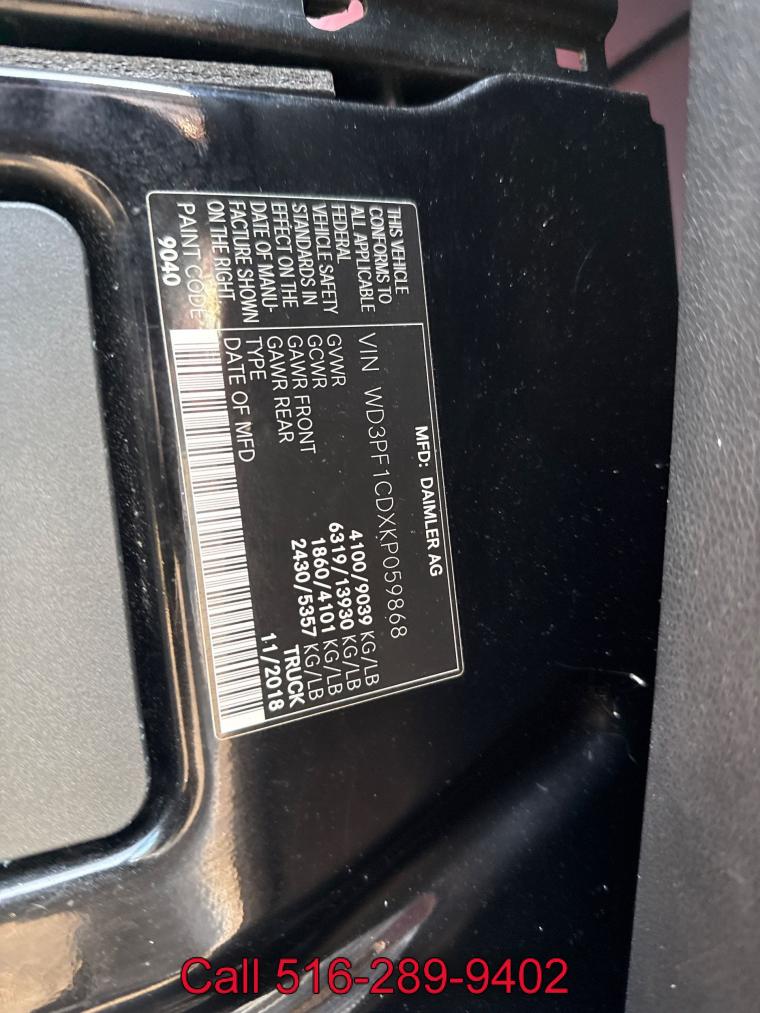 MFD: DAIMLER AG
THIS VEHICLE
CONFORMS TO
ALL APPLICABLE
FEDERAL
VEHICLE SAFETY
STANDARDS IN
EFFECT ON THE
DATE OF MANU-
FACTURE SHOWN
ON THE RIGHT
PAINT CODE
9040
VIN WD3PF1CDXKP059868
GVWR 4100/9039 KG/LB
GCWR 6319/13930 KG/LB
GAWR FRONT 1860/4101 KG/LB
GAWR REAR 2430/5357 KG/LB
TYPE TRUCK
DATE OF MFD 11/2018
Call 516-289-9402